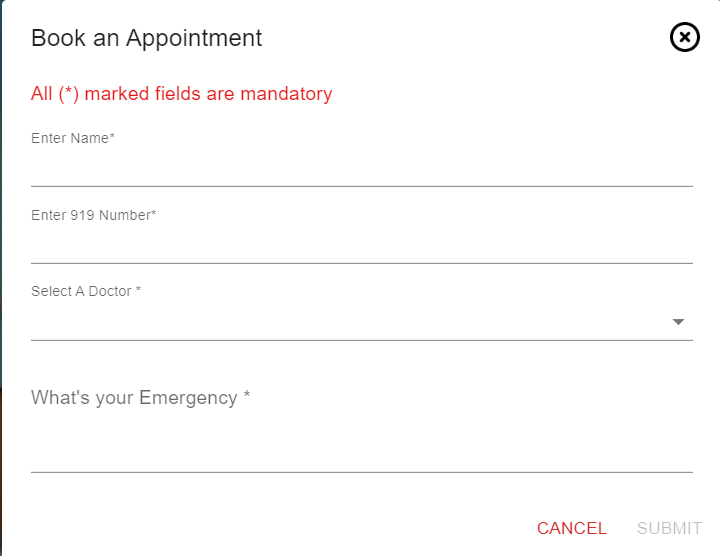 Book an Appointment
All (*) marked fields are mandatory
Enter Name*
Enter 919 Number*
Select A Doctor *
What's your Emergency *
CANCEL SUBMIT